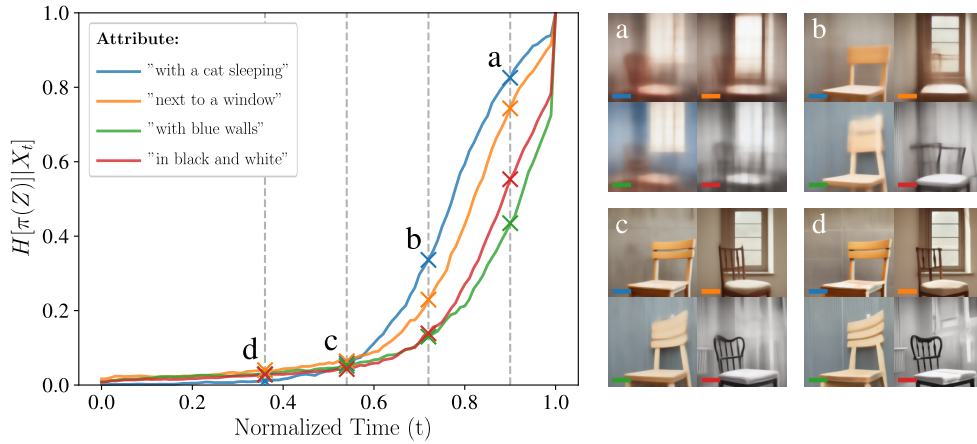 1.0
0.8
0.6
0.4
0.2
0.0
H[π(Z)]|X_t]
Attribute:
"with a cat sleeping"
"next to a window"
"with blue walls"
"in black and white"
a
b
c
d
0.0 0.2 0.4 0.6 0.8 1.0
Normalized Time (t)
a
b
c
d